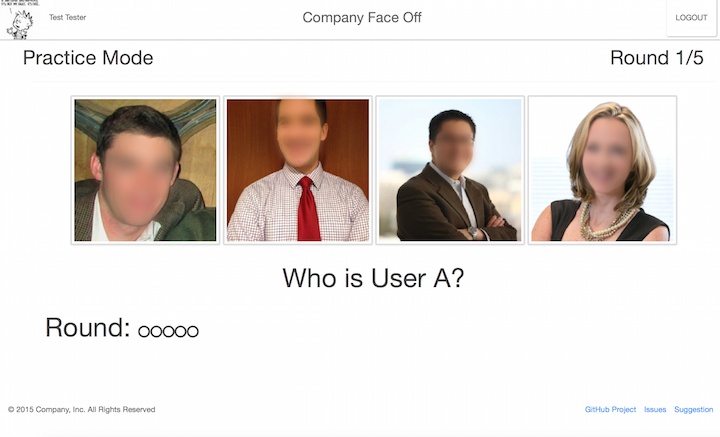 Test Tester
Company Face Off
LOGOUT
Practice Mode
Round 1/5
Who is User A?
Round: ooooo
© 2015 Company, Inc. All Rights Reserved
GitHub Project Issues Suggestion